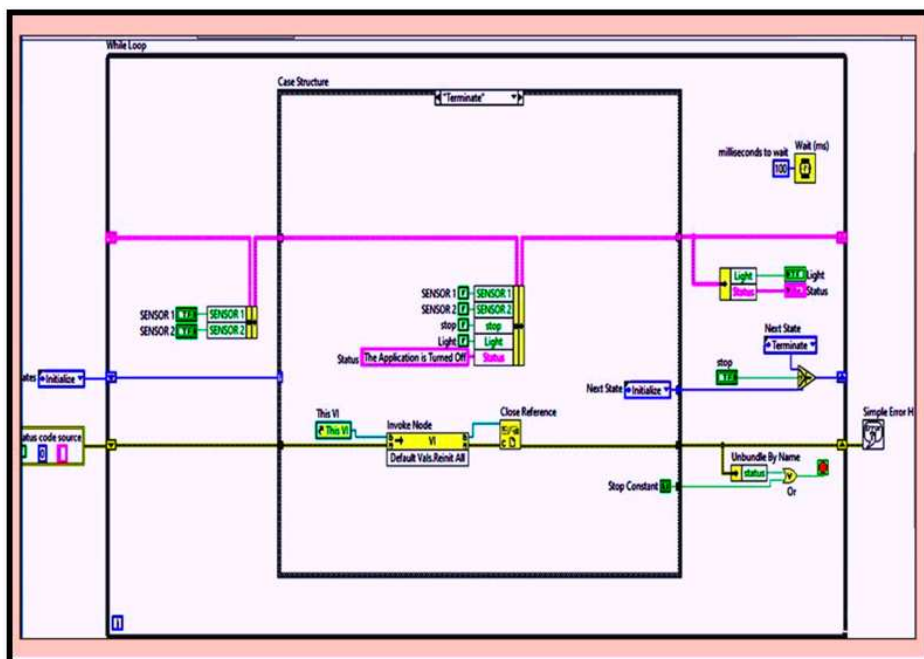 While Loop
Case Structure
"Terminate"
milliseconds to wait
Wait (ms)
100
SENSOR 1
SENSOR 2
TF
TF
SENSOR 1
SENSOR 2
SENSOR 1
SENSOR 2
stop
Light
Status
F
F
F
F
The Application is Turned Off
SENSOR 1
SENSOR 2
stop
Light
Status
Light
Status
Light
Status
ates
Initialize
Next State
Initialize
Next State
Terminate
stop
TF
atus code source
0
This VI
This VI
Invoke Node
VI
Default Vals.Reinit All
Close Reference
Simple Error H
Unbundle By Name
status
Or
Stop Constant
i